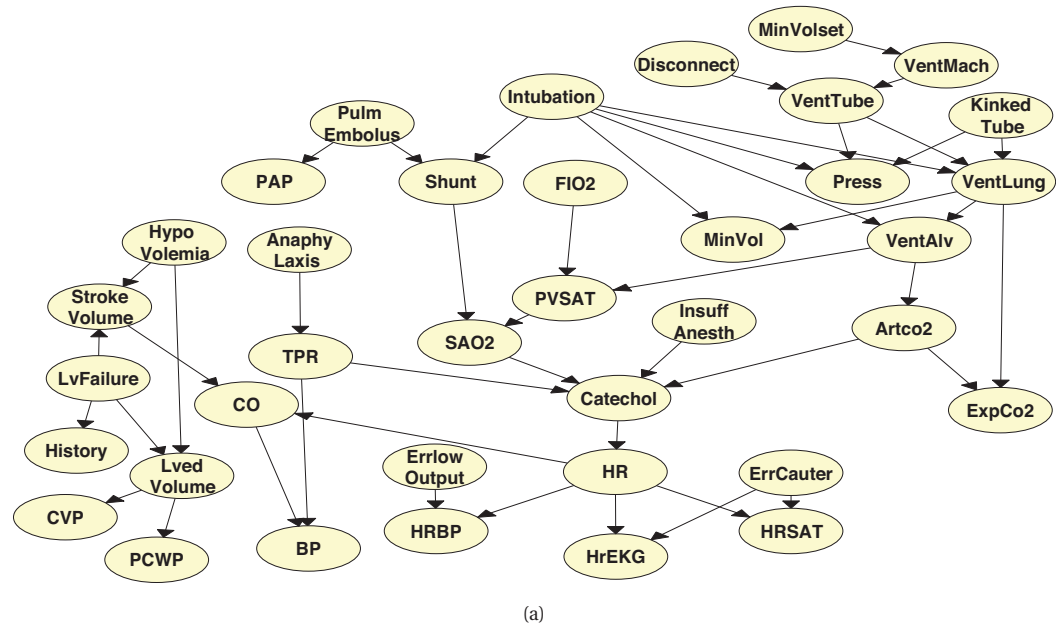 MinVolset
Disconnect
VentMach
Intubation
VentTube
Kinked
Tube
Pulm
Embolus
PAP
Shunt
FIO2
Press
VentLung
Hypo
Volemia
Anaphy
Laxis
MinVol
VentAlv
Stroke
Volume
PVSAT
Insuff
Anesth
Artco2
SAO2
TPR
LvFailure
CO
Catechol
ExpCo2
History
Lved
Volume
Errlow
Output
HR
ErrCauter
CVP
HRBP
HRSAT
PCWP
BP
HrEKG
(a)